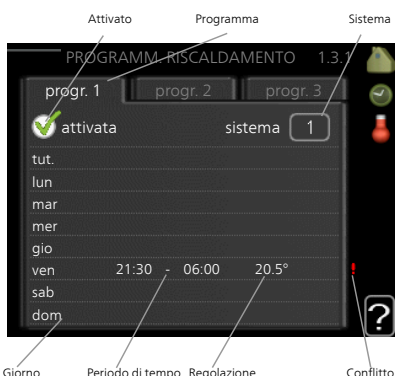 Attivato Programma Sistema
PROGRAMM. RISCALDAMENTO 1.3.1
progr. 1 progr. 2 progr. 3
attivata sistema 1
tut.
lun
mar
mer
gio
ven 21:30 - 06:00 20.5° !
sab
dom
?
Giorno Periodo di tempo Regolazione Conflitto